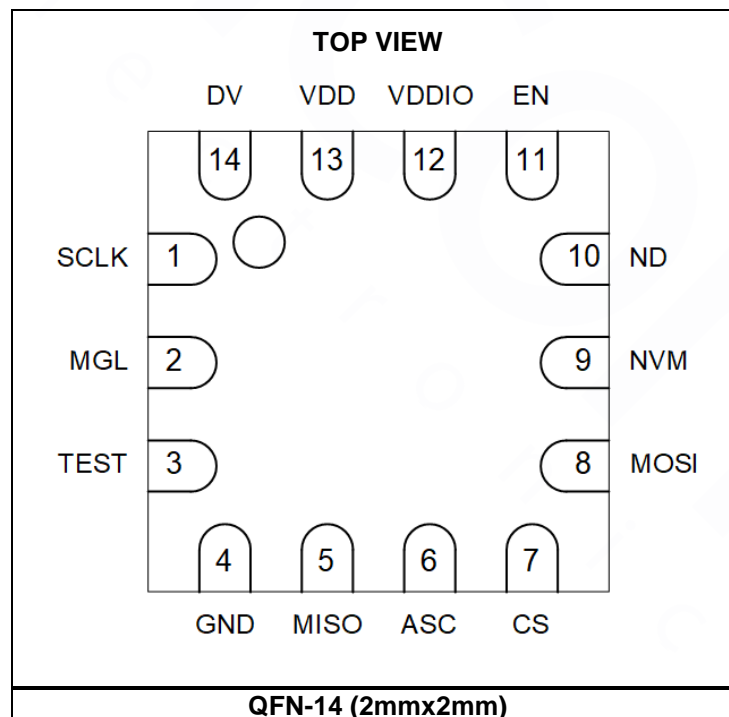 TOP VIEW
DV VDD VDDIO EN
14 13 12 11
SCLK 1 10 ND
MGL 2 9 NVM
TEST 3 8 MOSI
4 5 6 7
GND MISO ASC CS
QFN-14 (2mmx2mm)